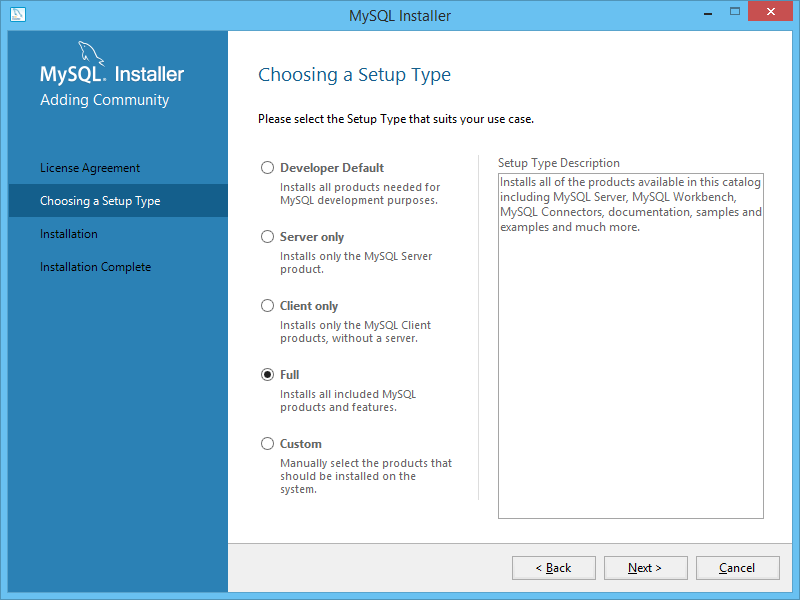 MySQL Installer
MySQL. Installer
Adding Community
License Agreement
Choosing a Setup Type
Installation
Installation Complete
Choosing a Setup Type
Please select the Setup Type that suits your use case.
Developer Default
Installs all products needed for
MySQL development purposes.
Server only
Installs only the MySQL Server
product.
Client only
Installs only the MySQL Client
products, without a server.
Full
Installs all included MySQL
products and features.
Custom
Manually select the products that
should be installed on the
system.
Setup Type Description
Installs all of the products available in this catalog
including MySQL Server, MySQL Workbench,
MySQL Connectors, documentation, samples and
examples and much more.
< Back
Next >
Cancel